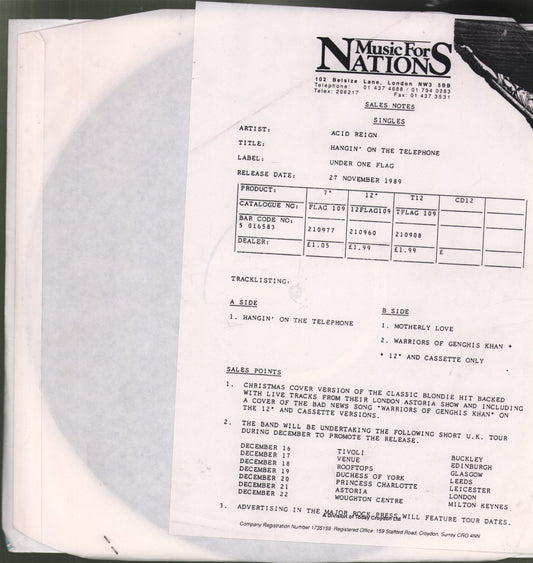 Music For
NATIONS
102 Belsize Lane, London NW3 5BB
Telephone: 01 437 4688 / 01 794 0283
Telex: 296217 Fax: 01 437 3531
SALES NOTES
SINGLES
ARTIST: ACID REIGN
TITLE: HANGIN' ON THE TELEPHONE
LABEL: UNDER ONE FLAG
RELEASE DATE: 27 NOVEMBER 1989
PRODUCT: 7" 12" T12 CD12
CATALOGUE NO: FLAG 109 12FLAG109 TFLAG 109
BAR CODE NO:
5 016583 210977 210960 210908
DEALER: £1.05 £1.99 £1.99 £
TRACKLISTING:
A SIDE B SIDE
1. HANGIN' ON THE TELEPHONE 1. MOTHERLY LOVE
2. WARRIORS OF GENGHIS KHAN *
* 12" AND CASSETTE ONLY
SALES POINTS
1. CHRISTMAS COVER VERSION OF THE CLASSIC BLONDIE HIT BACKED
WITH LIVE TRACKS FROM THEIR LONDON ASTORIA SHOW AND INCLUDING
A COVER OF THE BAD NEWS SONG "WARRIORS OF GENGHIS KHAN" ON
THE 12" AND CASSETTE VERSIONS.
2. THE BAND WILL BE UNDERTAKING THE FOLLOWING SHORT U.K. TOUR
DURING DECEMBER TO PROMOTE THE RELEASE.
DECEMBER 16 TIVOLI BUCKLEY
DECEMBER 17 VENUE EDINBURGH
DECEMBER 18 ROOFTOPS GLASGOW
DECEMBER 19 DUCHESS OF YORK LEEDS
DECEMBER 20 PRINCESS CHARLOTTE LEICESTER
DECEMBER 21 ASTORIA LONDON
DECEMBER 22 WOUGHTON CENTRE MILTON KEYNES
3. ADVERTISING IN THE MAJOR ROCK PRESS WILL FEATURE TOUR DATES.
A Division of Today Croydon Ltd
Company Registration Number 1735159 Registered Office: 159 Stafford Road, Croydon, Surrey CRO 4NN